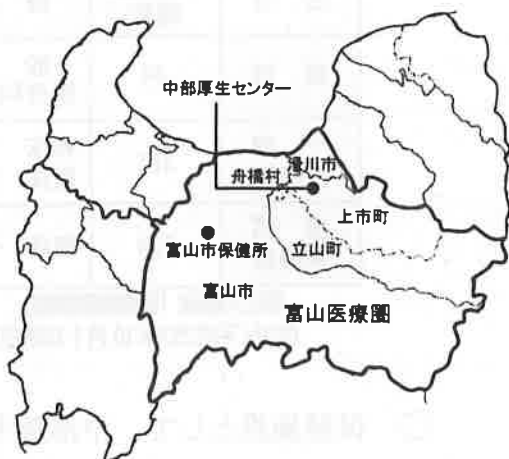 中部厚生センター
滑川市
舟橋村
上市町
富山市保健所
立山町
富山市
富山医療圏